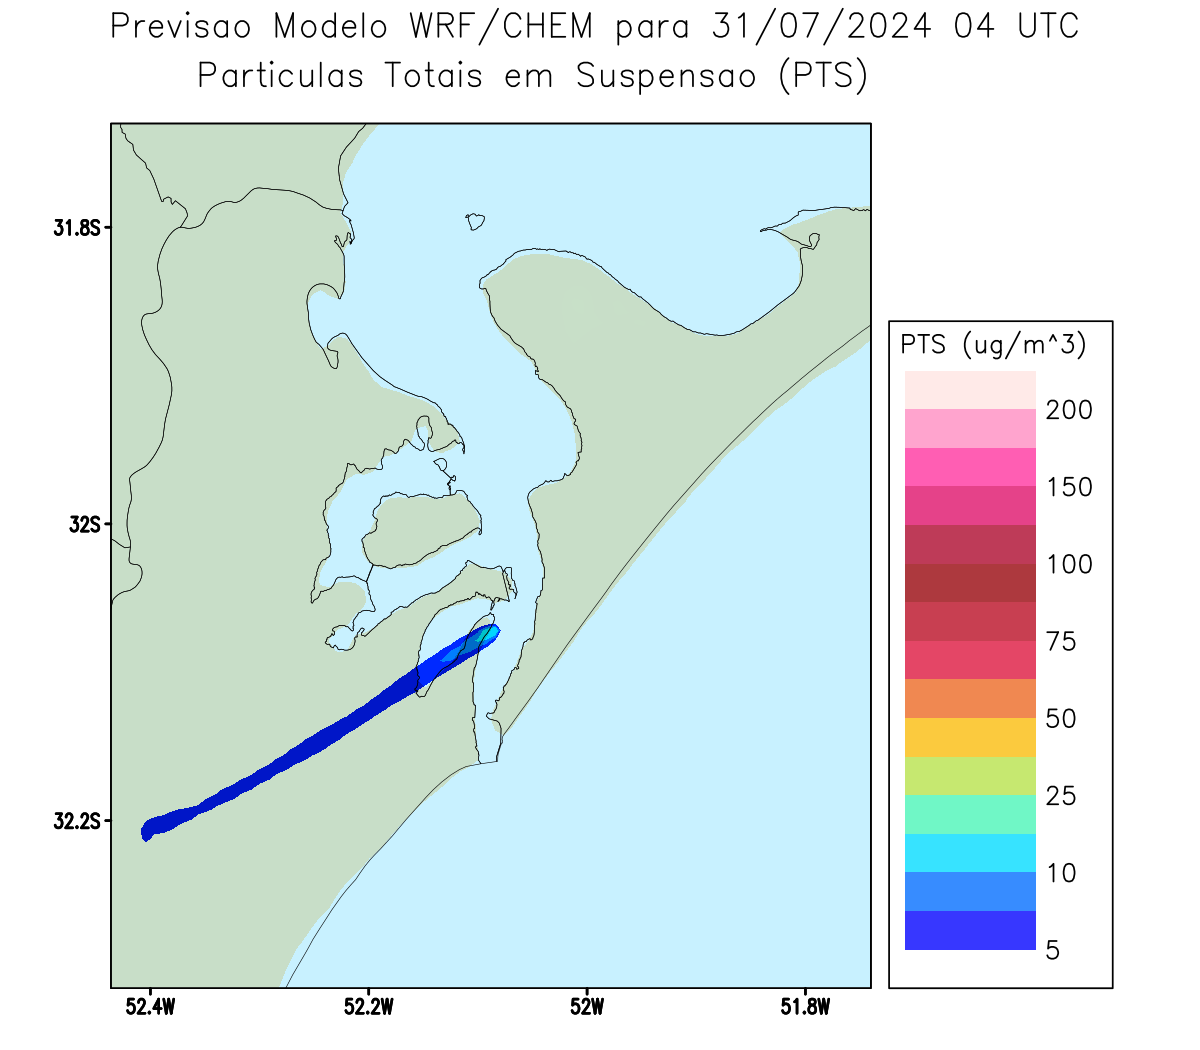 Previsao Modelo WRF/CHEM para 31/07/2024 04 UTC
Particulas Totais em Suspensao (PTS)
31.8S
32S
32.2S
52.4W
52.2W
52W
51.8W
PTS (ug/m^3)
200
150
100
75
50
25
10
5